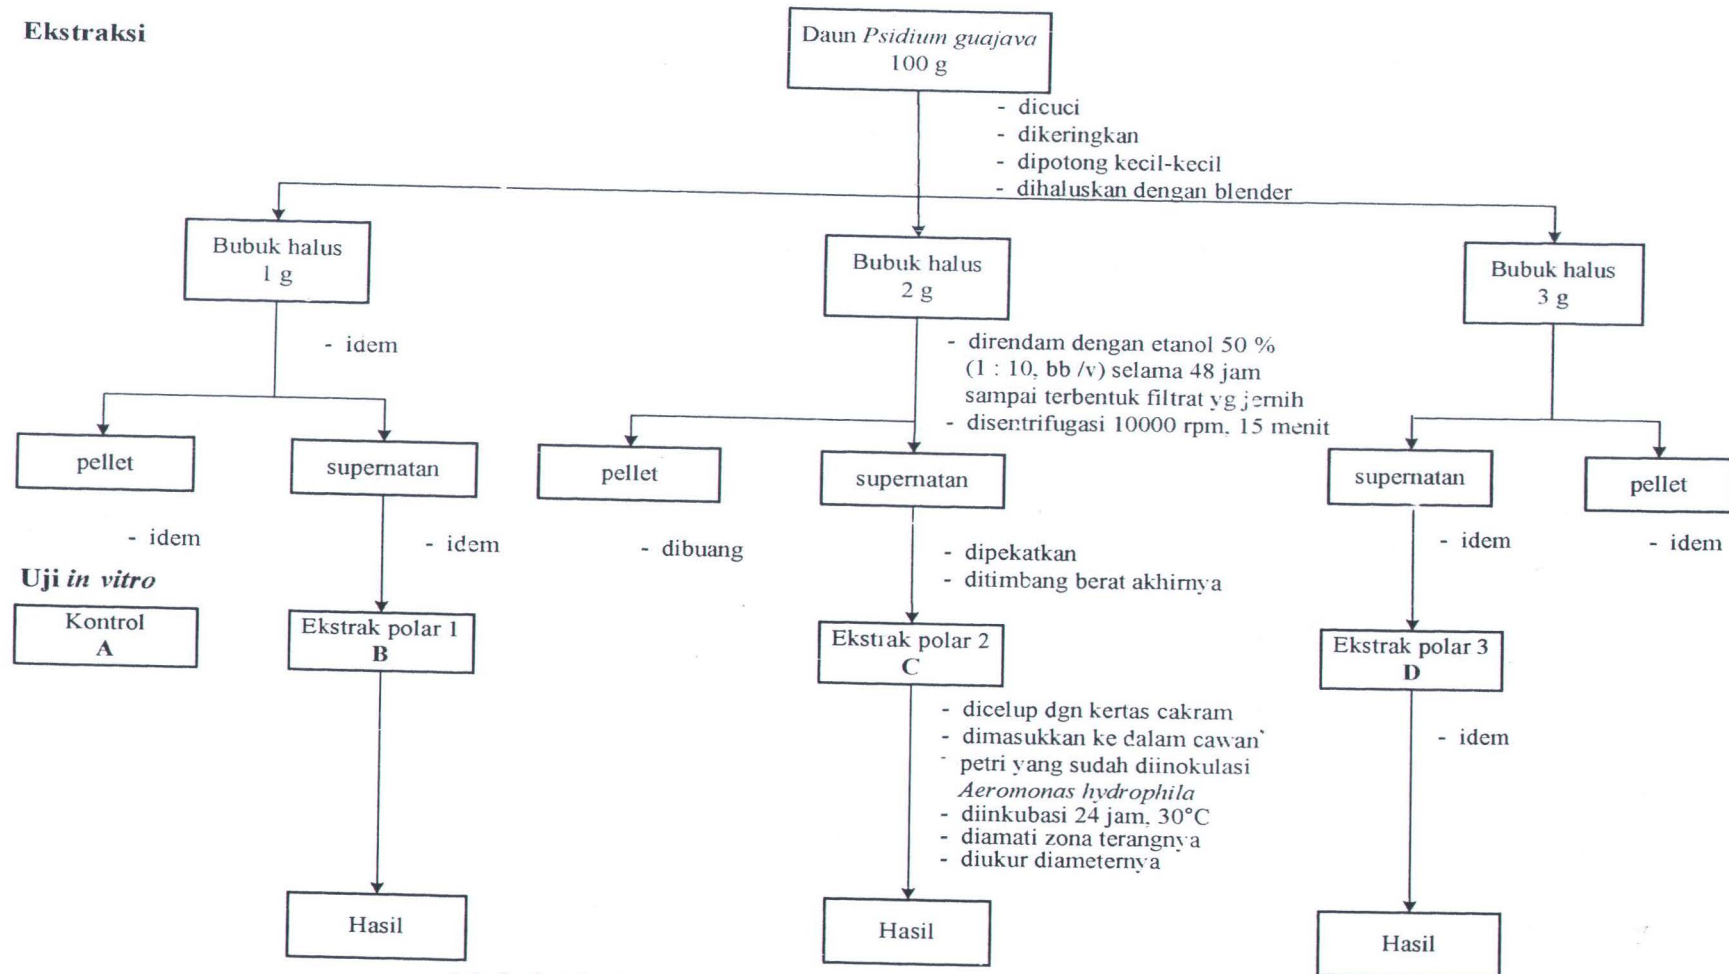 Ekstraksi
Daun Psidium guajava
100 g
- dicuci
- dikeringkan
- dipotong kecil-kecil
- dihaluskan dengan blender
Bubuk halus
1 g
Bubuk halus
2 g
Bubuk halus
3 g
- idem
- direndam dengan etanol 50 %
(1 : 10, bb /v) selama 48 jam
sampai terbentuk filtrat yg jernih
- disentrifugasi 10000 rpm, 15 menit
pellet
supernatan
pellet
supernatan
supernatan
pellet
- idem
- idem
- dibuang
- dipekatkan
- ditimbang berat akhirnya
- idem
- idem
Uji in vitro
Kontrol
A
Ekstrak polar 1
B
Ekstrak polar 2
C
Ekstrak polar 3
D
- dicelup dgn kertas cakram
- dimasukkan ke dalam cawan
petri yang sudah diinokulasi
Aeromonas hydrophila
- diinkubasi 24 jam, 30°C
- diamati zona terangnya
- diukur diameternya
- idem
Hasil
Hasil
Hasil